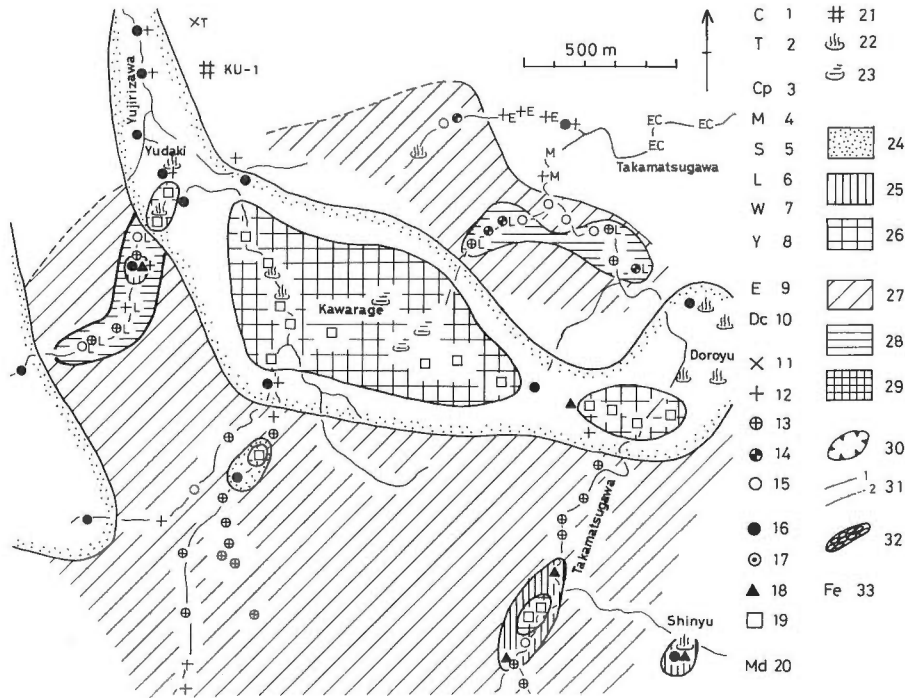 T
KU-1
Yujirizawa
Yudaki
500 m
E E E
M
M
EC EC
EC
Takamatsugawa
L
L
L
L
L
L
L
L
Kawarage
Doroyu
Takamatsugawa
Shinyu
C 1
T 2
Cp 3
M 4
S 5
L 6
W 7
Y 8
E 9
Dc 10
11
12
13
14
15
16
17
18
19
Md 20
21
22
23
24
25
26
27
28
29
30
1
2 31
32
Fe 33